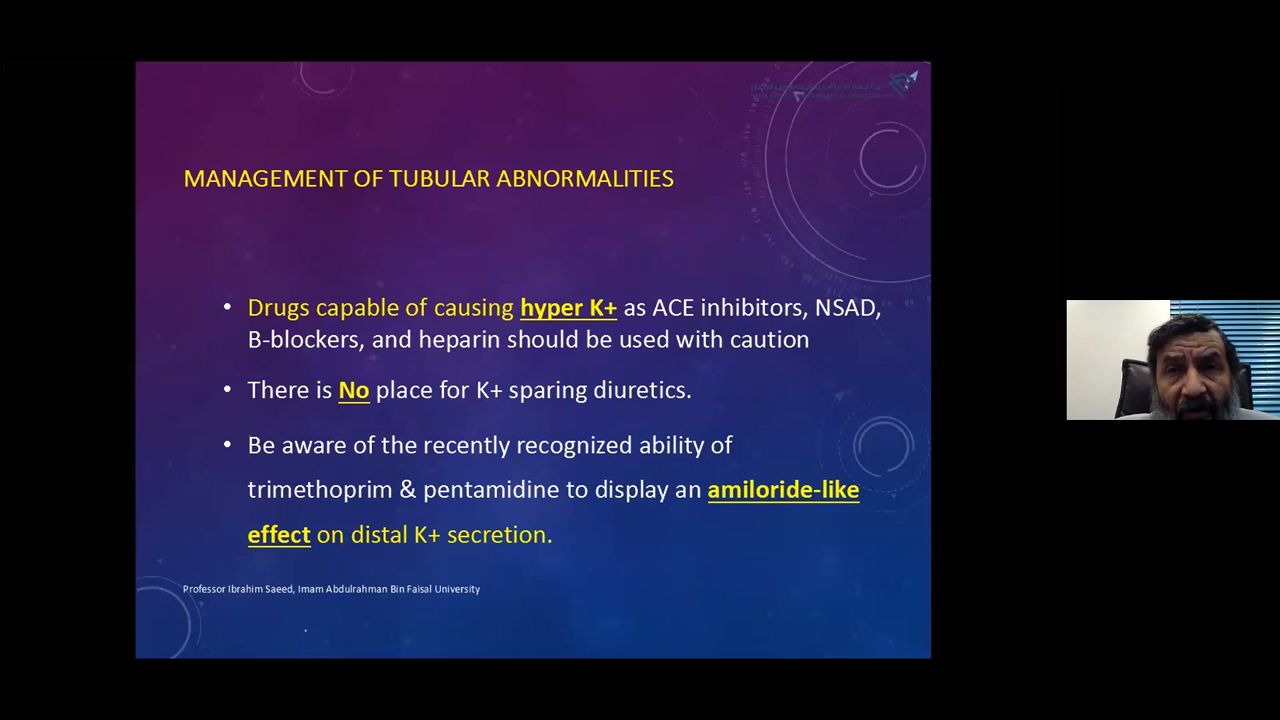 MANAGEMENT OF TUBULAR ABNORMALITIES
• Drugs capable of causing hyper K+ as ACE inhibitors, NSAD,
B-blockers, and heparin should be used with caution
• There is No place for K+ sparing diuretics.
• Be aware of the recently recognized ability of
trimethoprim & pentamidine to display an amiloride-like
effect on distal K+ secretion.
Professor Ibrahim Saeed, Imam Abdulrahman Bin Faisal University